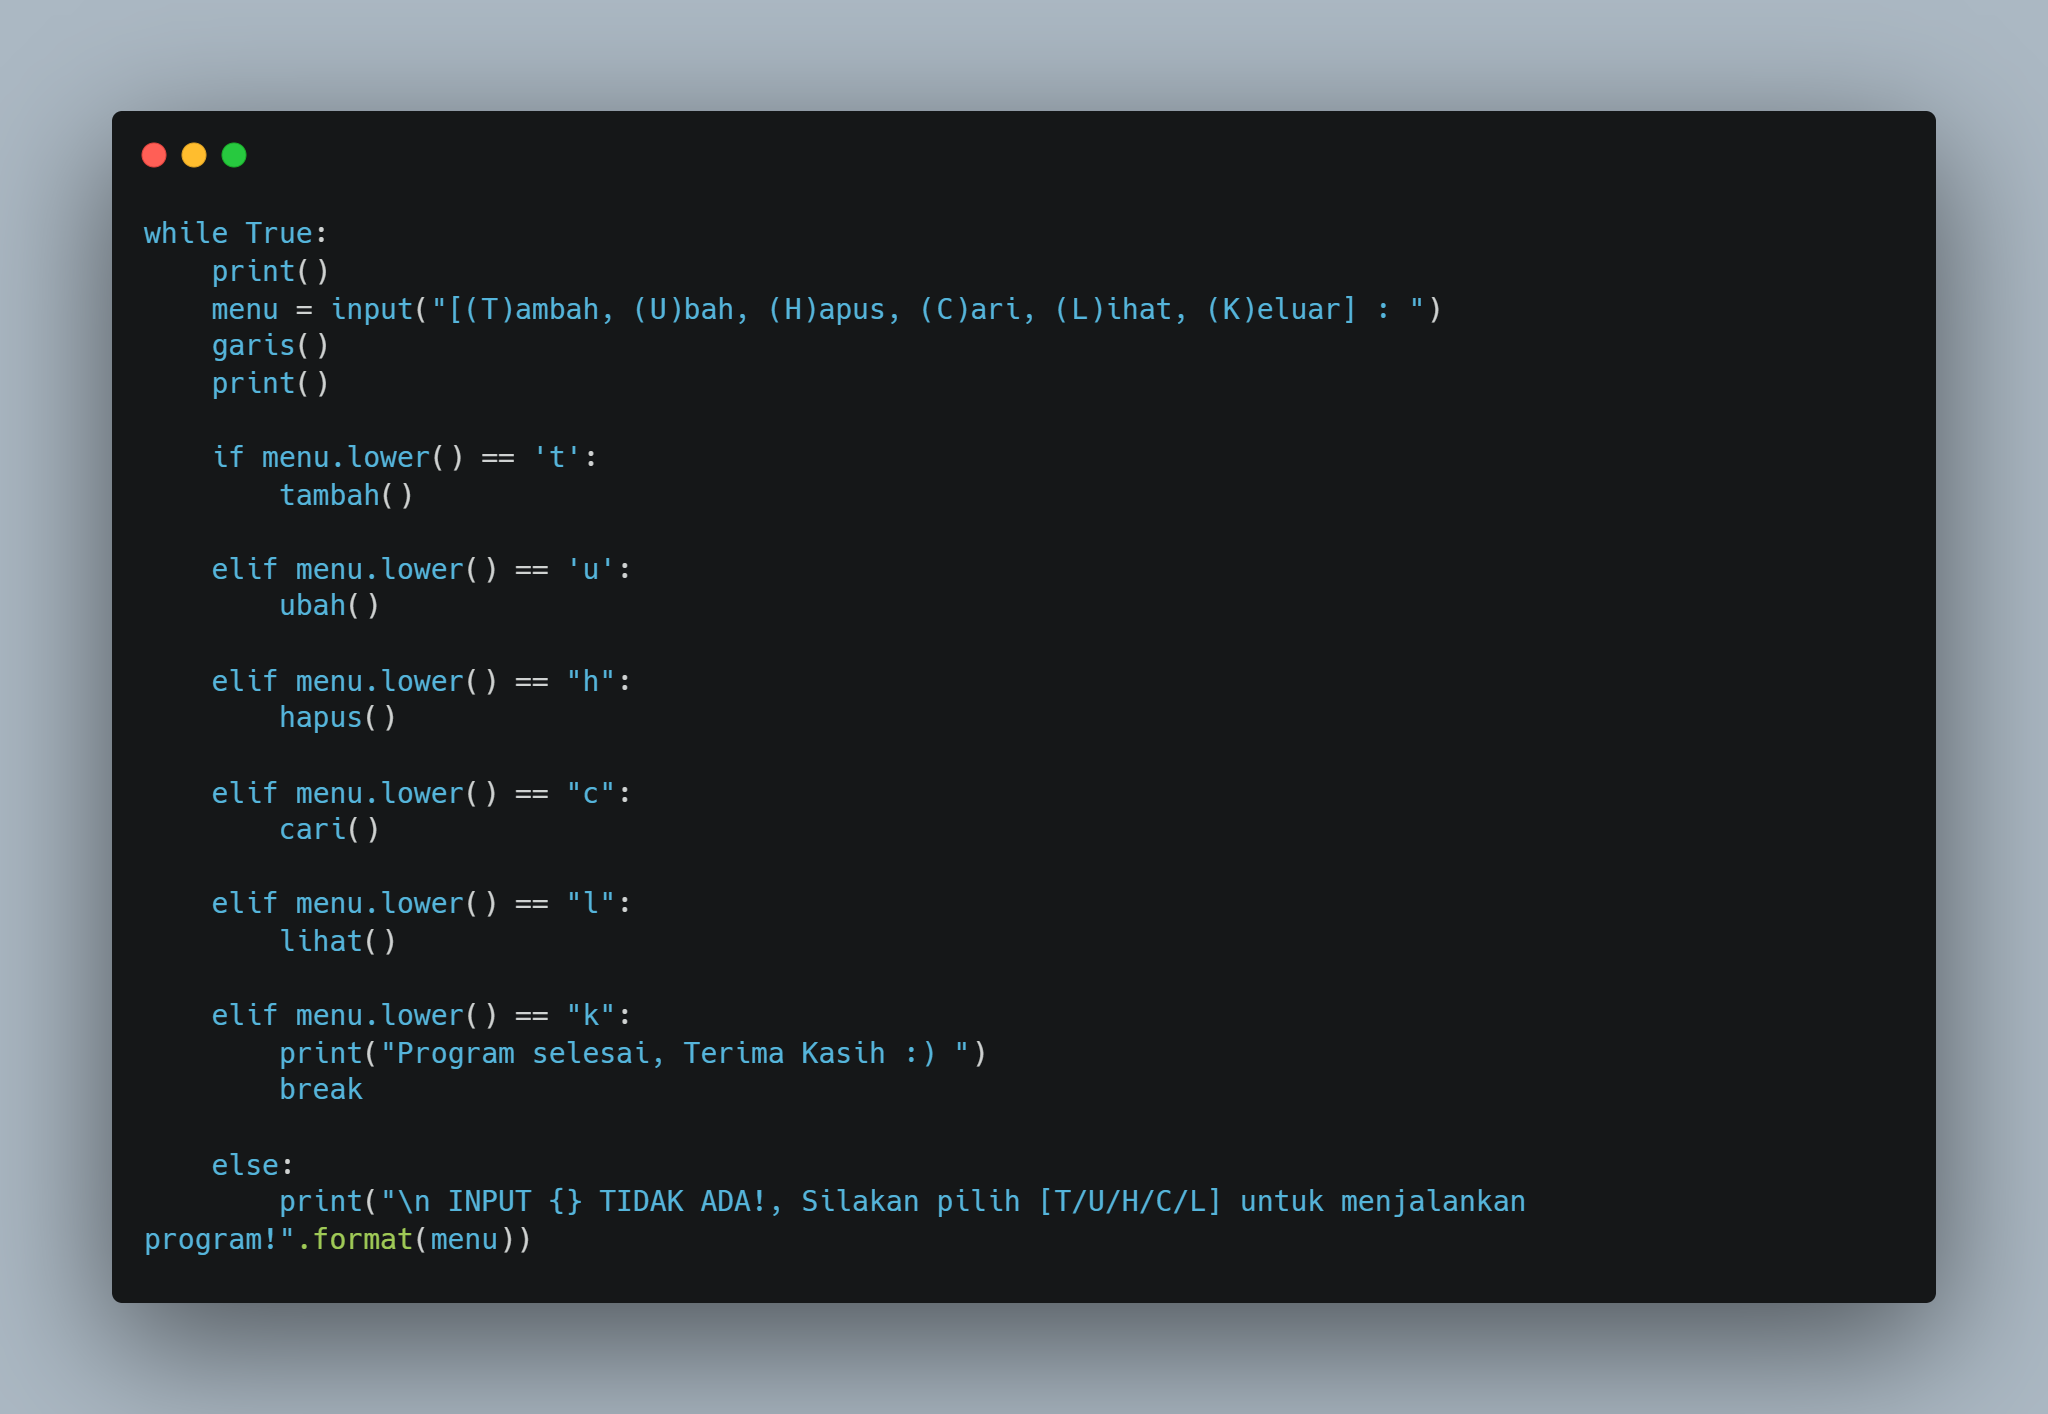 while True:
    print()
    menu = input("[(T)ambah, (U)bah, (H)apus, (C)ari, (L)ihat, (K)eluar] : ")
    garis()
    print()

    if menu.lower() == 't':
        tambah()

    elif menu.lower() == 'u':
        ubah()

    elif menu.lower() == "h":
        hapus()

    elif menu.lower() == "c":
        cari()

    elif menu.lower() == "l":
        lihat()

    elif menu.lower() == "k":
        print("Program selesai, Terima Kasih :) ")
        break

    else:
        print("\n INPUT {} TIDAK ADA!, Silakan pilih [T/U/H/C/L] untuk menjalankan
program!".format(menu))